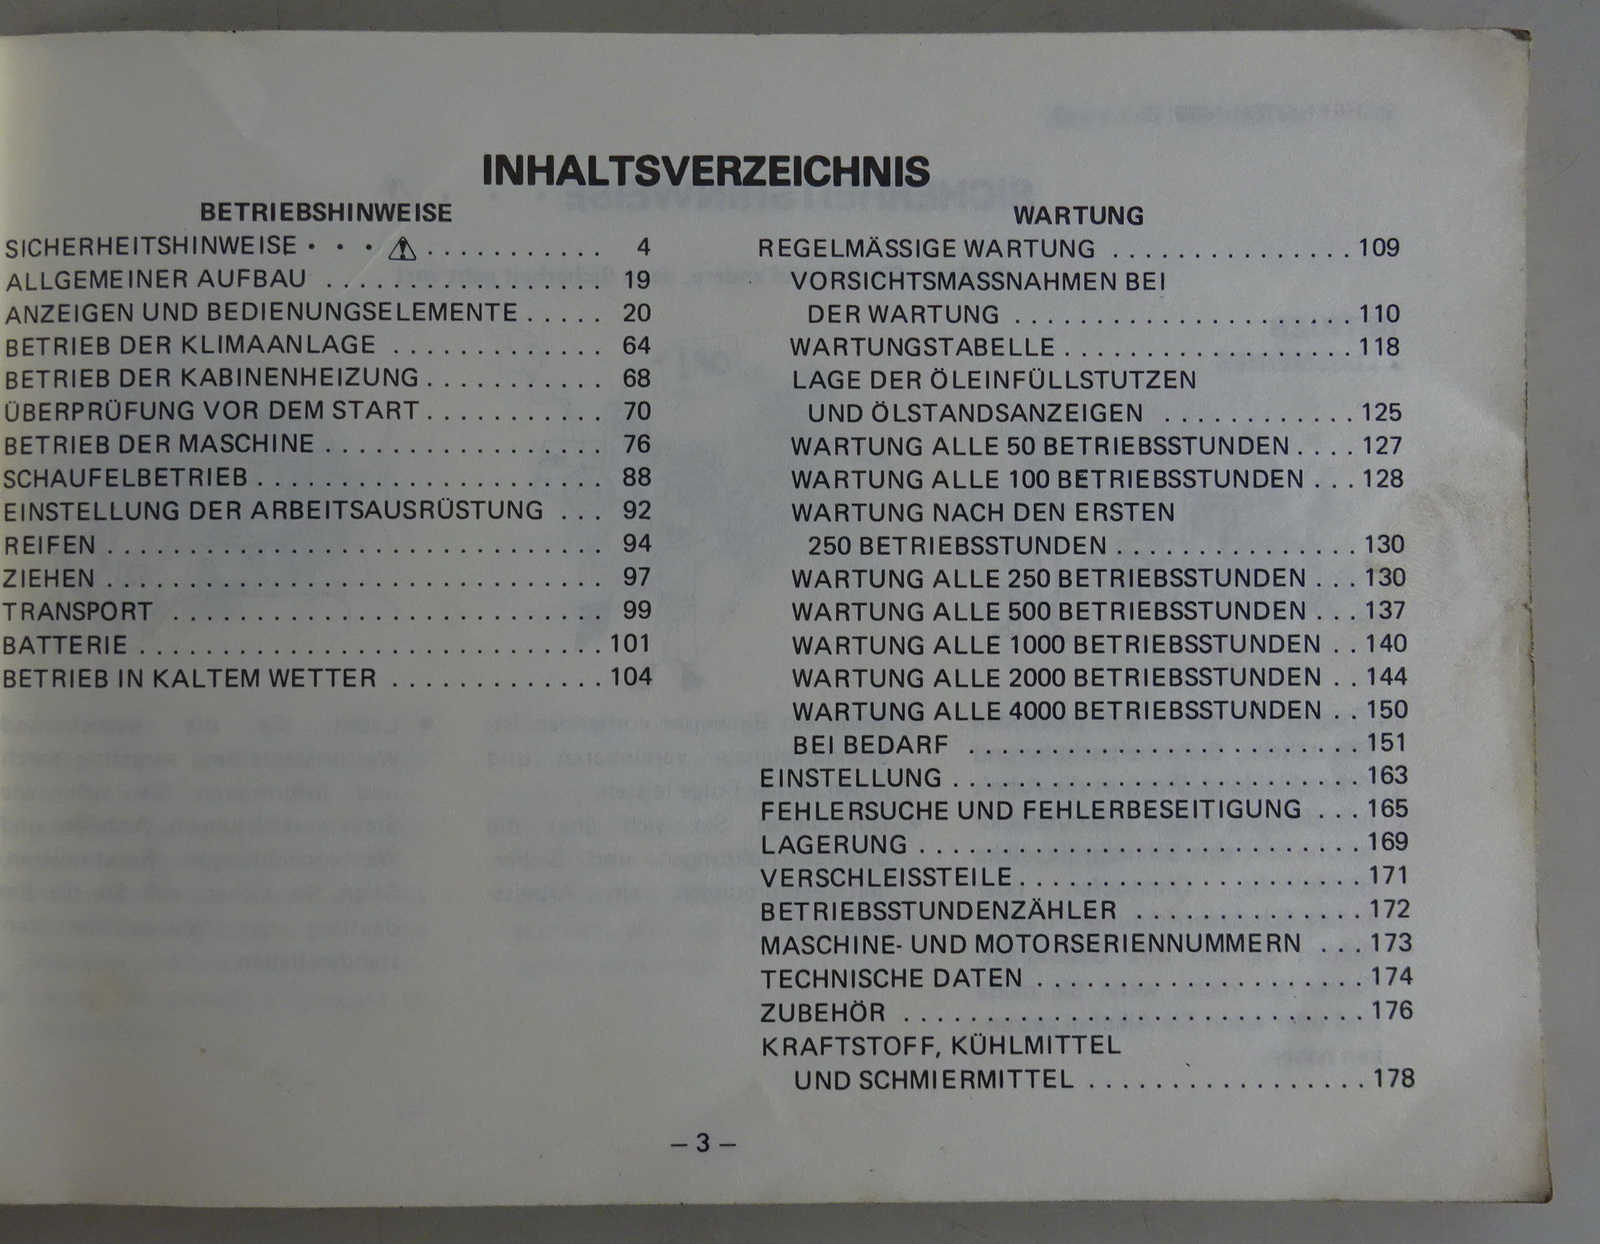 INHALTSVERZEICHNIS
BETRIEBSHINWEISE
SICHERHEITSHINWEISE · · · ⚠ . . . . . . . . . . . 4
ALLGEMEINER AUFBAU . . . . . . . . . . . . . . . . . 19
ANZEIGEN UND BEDIENUNGSELEMENTE . . . . . 20
BETRIEB DER KLIMAANLAGE . . . . . . . . . . . . . 64
BETRIEB DER KABINENHEIZUNG . . . . . . . . . . . 68
ÜBERPRÜFUNG VOR DEM START . . . . . . . . . . . 70
BETRIEB DER MASCHINE . . . . . . . . . . . . . . . . . 76
SCHAUFELBETRIEB . . . . . . . . . . . . . . . . . . . . . 88
EINSTELLUNG DER ARBEITSAUSRÜSTUNG . . . 92
REIFEN . . . . . . . . . . . . . . . . . . . . . . . . . . . . . . 94
ZIEHEN . . . . . . . . . . . . . . . . . . . . . . . . . . . . . . 97
TRANSPORT . . . . . . . . . . . . . . . . . . . . . . . . . . 99
BATTERIE . . . . . . . . . . . . . . . . . . . . . . . . . . . . 101
BETRIEB IN KALTEM WETTER . . . . . . . . . . . . . 104
WARTUNG
REGELMÄSSIGE WARTUNG . . . . . . . . . . . . . . . 109
VORSICHTSMASSNAHMEN BEI
DER WARTUNG . . . . . . . . . . . . . . . . . . . . . 110
WARTUNGSTABELLE . . . . . . . . . . . . . . . . . . 118
LAGE DER ÖLEINFÜLLSTUTZEN
UND ÖLSTANDSANZEIGEN . . . . . . . . . . . . 125
WARTUNG ALLE 50 BETRIEBSSTUNDEN . . . . 127
WARTUNG ALLE 100 BETRIEBSSTUNDEN . . . 128
WARTUNG NACH DEN ERSTEN
250 BETRIEBSSTUNDEN . . . . . . . . . . . . . . . 130
WARTUNG ALLE 250 BETRIEBSSTUNDEN . . . 130
WARTUNG ALLE 500 BETRIEBSSTUNDEN . . . 137
WARTUNG ALLE 1000 BETRIEBSSTUNDEN . . 140
WARTUNG ALLE 2000 BETRIEBSSTUNDEN . . 144
WARTUNG ALLE 4000 BETRIEBSSTUNDEN . . 150
BEI BEDARF . . . . . . . . . . . . . . . . . . . . . . . . 151
EINSTELLUNG . . . . . . . . . . . . . . . . . . . . . . . . . 163
FEHLERSUCHE UND FEHLERBESEITIGUNG . . . 165
LAGERUNG . . . . . . . . . . . . . . . . . . . . . . . . . . . 169
VERSCHLEISSTEILE . . . . . . . . . . . . . . . . . . . . . 171
BETRIEBSSTUNDENZÄHLER . . . . . . . . . . . . . . 172
MASCHINE- UND MOTORSERIENNUMMERN . . . 173
TECHNISCHE DATEN . . . . . . . . . . . . . . . . . . . . 174
ZUBEHÖR . . . . . . . . . . . . . . . . . . . . . . . . . . . . 176
KRAFTSTOFF, KÜHLMITTEL
UND SCHMIERMITTEL . . . . . . . . . . . . . . . . . 178
– 3 –